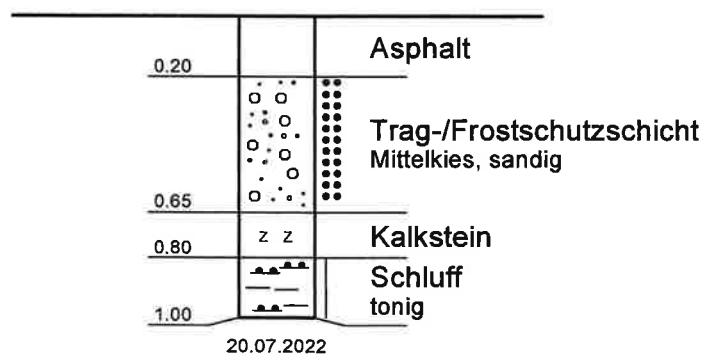 Asphalt
0.20
Trag-/Frostschutzschicht
Mittelkies, sandig
0.65
z z
Kalkstein
0.80
Schluff
tonig
1.00
20.07.2022